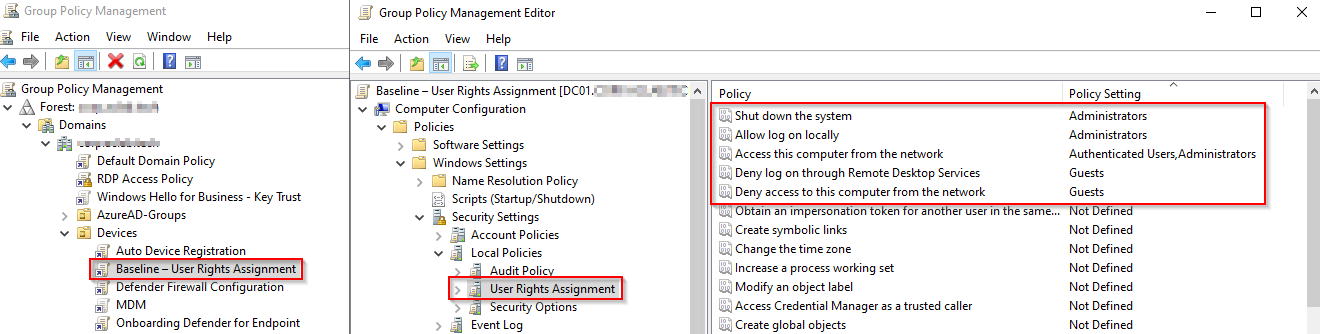 Group Policy Management
File Action View Window Help
Group Policy Management
Forest:
Domains
Default Domain Policy
RDP Access Policy
Windows Hello for Business - Key Trust
AzureAD-Groups
Devices
Auto Device Registration
Baseline – User Rights Assignment
Defender Firewall Configuration
MDM
Onboarding Defender for Endpoint
Group Policy Management Editor
File Action View Help
Baseline – User Rights Assignment [DC01.
Computer Configuration
Policies
Software Settings
Windows Settings
Name Resolution Policy
Scripts (Startup/Shutdown)
Security Settings
Account Policies
Local Policies
Audit Policy
User Rights Assignment
Security Options
Event Log
Policy Policy Setting
Shut down the system Administrators
Allow log on locally Administrators
Access this computer from the network Authenticated Users,Administrators
Deny log on through Remote Desktop Services Guests
Deny access to this computer from the network Guests
Obtain an impersonation token for another user in the same... Not Defined
Create symbolic links Not Defined
Change the time zone Not Defined
Increase a process working set Not Defined
Modify an object label Not Defined
Access Credential Manager as a trusted caller Not Defined
Create global objects Not Defined